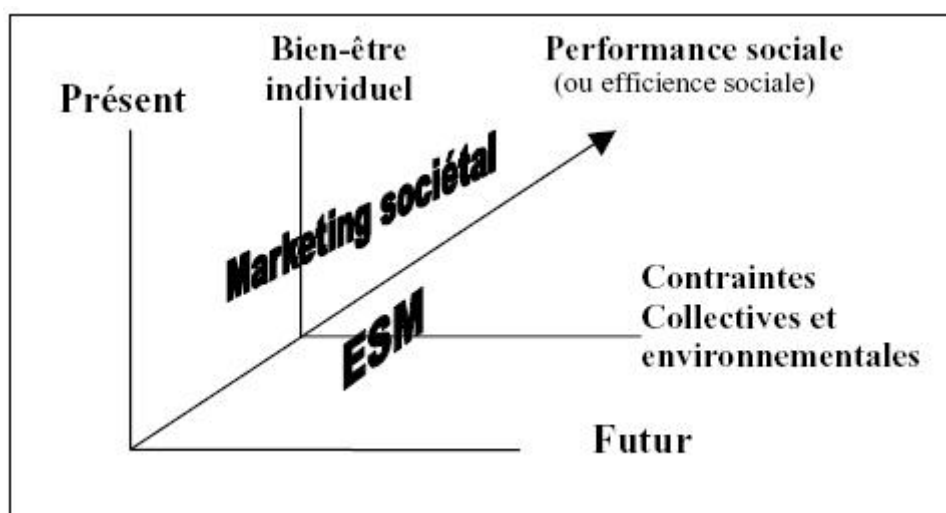 Bien-être
individuel
Performance sociale
(ou efficience sociale)
Présent
Marketing sociétal
ESM
Contraintes
Collectives et
environnementales
Futur